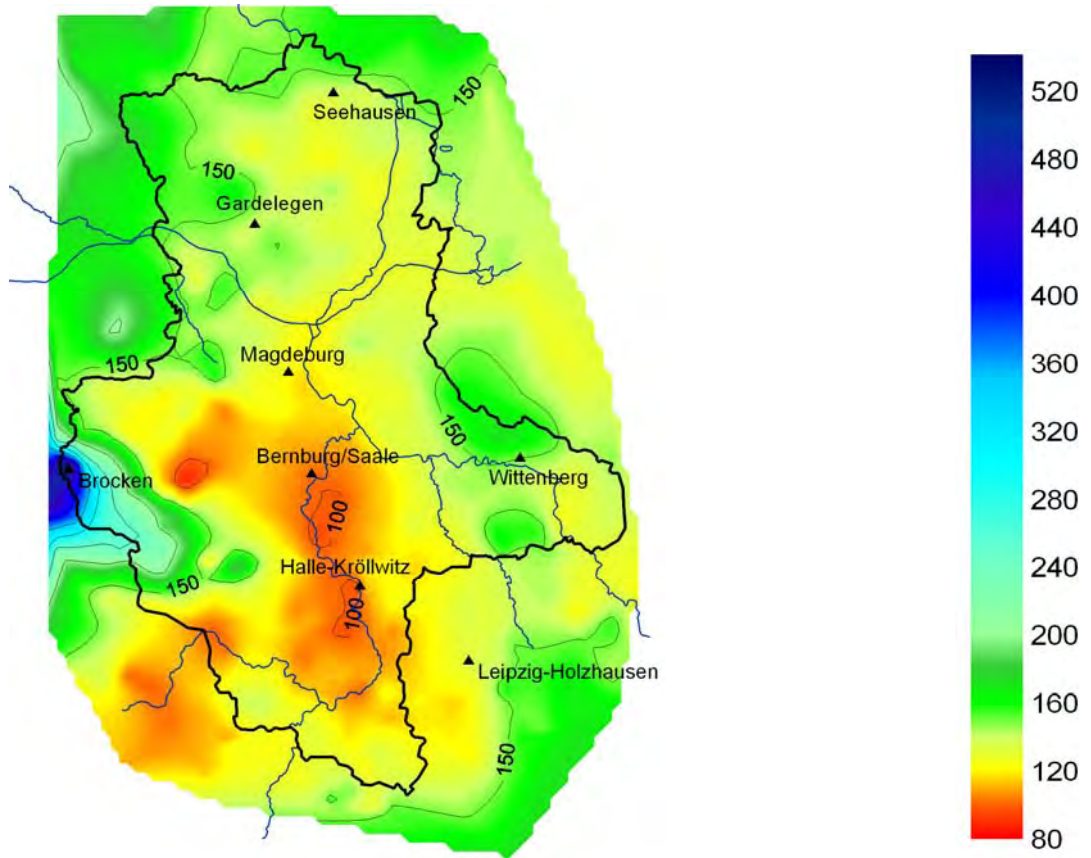 150
Seehausen
150
Gardelegen
Magdeburg
150
150
Bernburg/Saale
Brocken
Wittenberg
100
Halle-Kröllwitz
150
100
Leipzig-Holzhausen
150
520
480
440
400
360
320
280
240
200
160
120
80